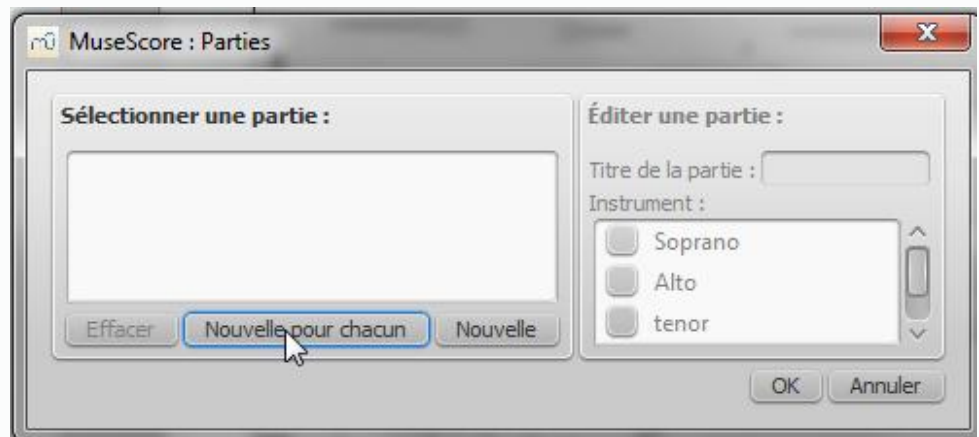 MuseScore : Parties
Sélectionner une partie :
Effacer
Nouvelle pour chacun
Nouvelle
Éditer une partie :
Titre de la partie :
Instrument :
Soprano
Alto
tenor
OK
Annuler